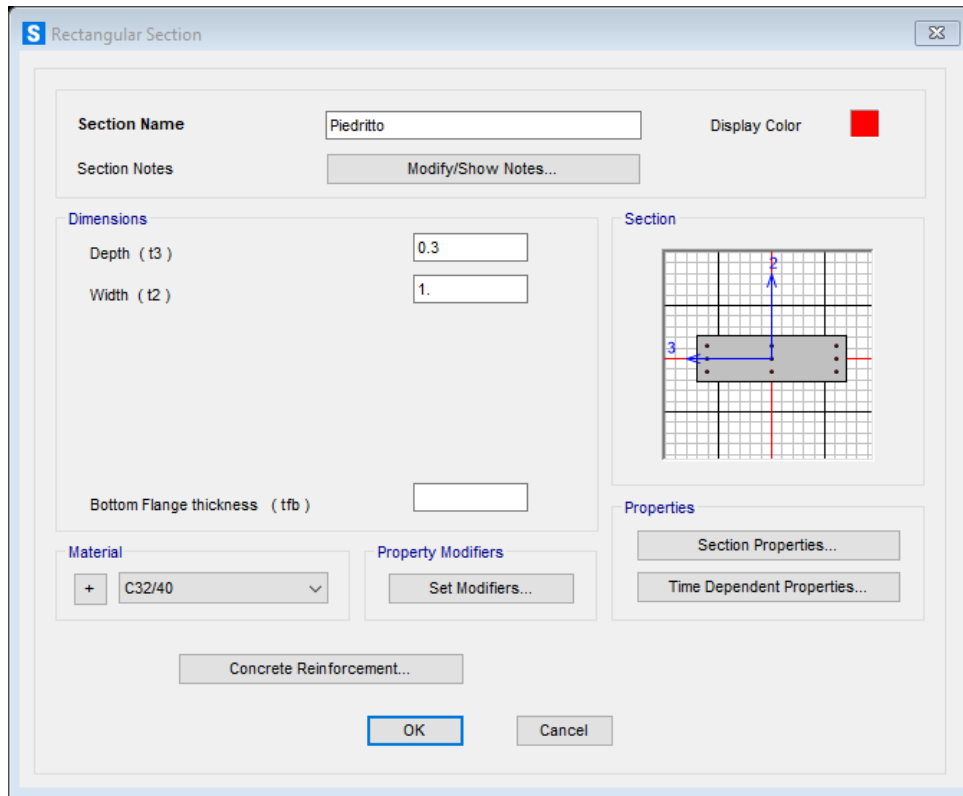 S Rectangular Section
Section Name Piedritto Display Color
Section Notes Modify/Show Notes...
Dimensions
Depth ( t3 ) 0.3
Width ( t2 ) 1.
Bottom Flange thickness ( tfb )
Section
2
3
Properties
Section Properties...
Time Dependent Properties...
Material
+ C32/40
Property Modifiers
Set Modifiers...
Concrete Reinforcement...
OK Cancel